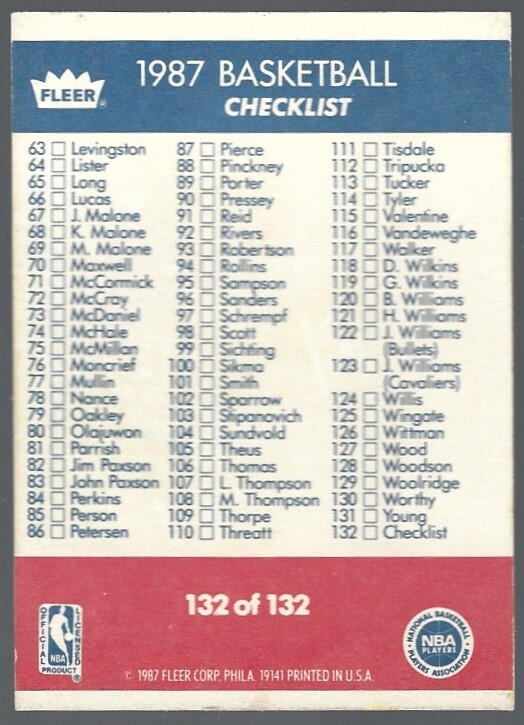 FLEER®
1987 BASKETBALL
CHECKLIST
63 □ Levingston
64 □ Lister
65 □ Long
66 □ Lucas
67 □ J. Malone
68 □ K. Malone
69 □ M. Malone
70 □ Maxwell
71 □ McCormick
72 □ McCray
73 □ McDaniel
74 □ McHale
75 □ McMillan
76 □ Moncrief
77 □ Mullin
78 □ Nance
79 □ Oakley
80 □ Olajuwon
81 □ Parrish
82 □ Jim Paxson
83 □ John Paxson
84 □ Perkins
85 □ Person
86 □ Petersen
87 □ Pierce
88 □ Pinckney
89 □ Porter
90 □ Pressey
91 □ Reid
92 □ Rivers
93 □ Robertson
94 □ Rollins
95 □ Sampson
96 □ Sanders
97 □ Schrempf
98 □ Scott
99 □ Sichting
100 □ Sikma
101 □ Smith
102 □ Sparrow
103 □ Stipanovich
104 □ Sundvold
105 □ Theus
106 □ Thomas
107 □ L. Thompson
108 □ M. Thompson
109 □ Thorpe
110 □ Threatt
111 □ Tisdale
112 □ Tripucka
113 □ Tucker
114 □ Tyler
115 □ Valentine
116 □ Vandeweghe
117 □ Walker
118 □ D. Wilkins
119 □ G. Wilkins
120 □ B. Williams
121 □ H. Williams
122 □ J. Williams
(Bullets)
123 □ J. Williams
(Cavaliers)
124 □ Willis
125 □ Wingate
126 □ Wittman
127 □ Wood
128 □ Woodson
129 □ Woolridge
130 □ Worthy
131 □ Young
132 □ Checklist
132 of 132
OFFICIAL LICENSED
NBA
PRODUCT ®
© 1987 FLEER CORP. PHILA. 19141 PRINTED IN U.S.A.
NATIONAL BASKETBALL
NBA
PLAYERS
PLAYERS ASSOCIATION